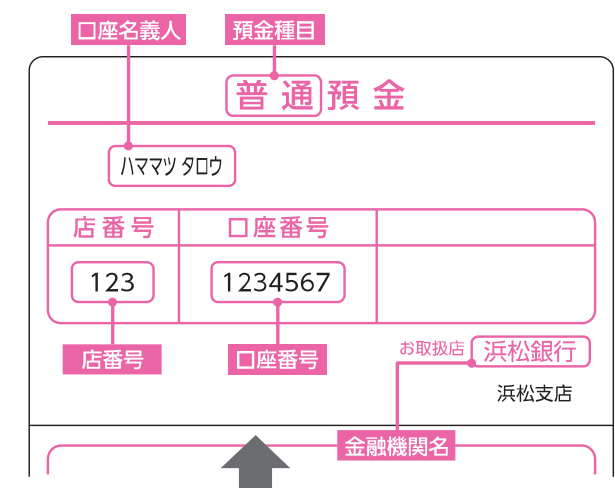 口座名義人 預金種目
普通預金
ハママツ タロウ
店番号 口座番号
123 1234567
店番号 口座番号
お取扱店 浜松銀行
浜松支店
金融機関名